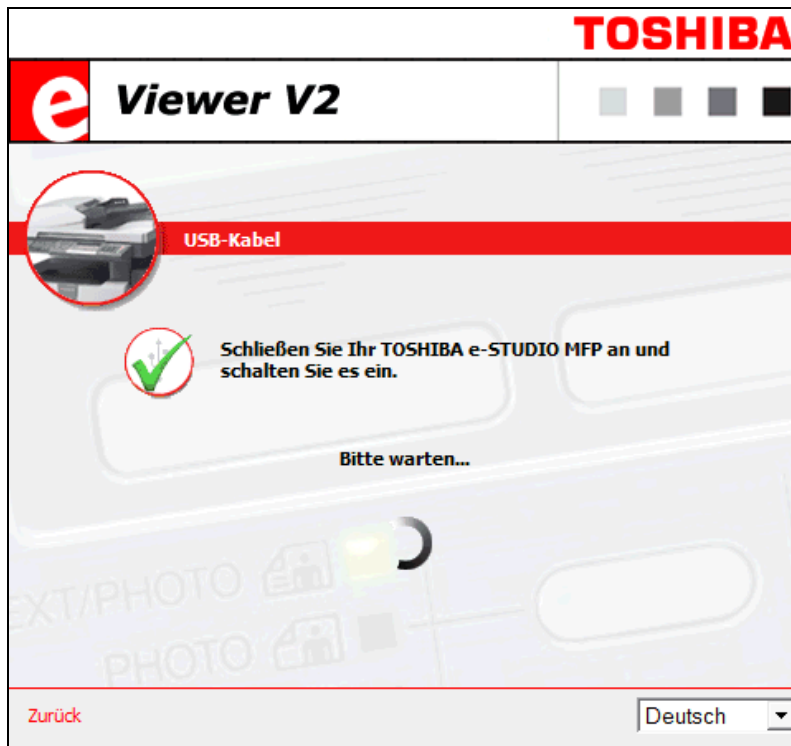 TOSHIBA
e Viewer V2
USB-Kabel
Schließen Sie Ihr TOSHIBA e-STUDIO MFP an und
schalten Sie es ein.
Bitte warten...
EXT/PHOTO
PHOTO
Zurück
Deutsch